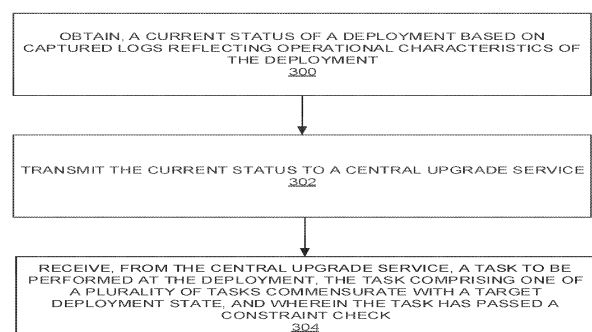 OBTAIN, A CURRENT STATUS OF A DEPLOYMENT BASED ON
CAPTURED LOGS REFLECTING OPERATIONAL CHARACTERISTICS OF
THE DEPLOYMENT
300
TRANSMIT THE CURRENT STATUS TO A CENTRAL UPGRADE SERVICE
302
RECEIVE, FROM THE CENTRAL UPGRADE SERVICE, A TASK TO BE
PERFORMED AT THE DEPLOYMENT, THE TASK COMPRISING ONE OF
A PLURALITY OF TASKS COMMENSURATE WITH A TARGET
DEPLOYMENT STATE, AND WHEREIN THE TASK HAS PASSED A
CONSTRAINT CHECK
304